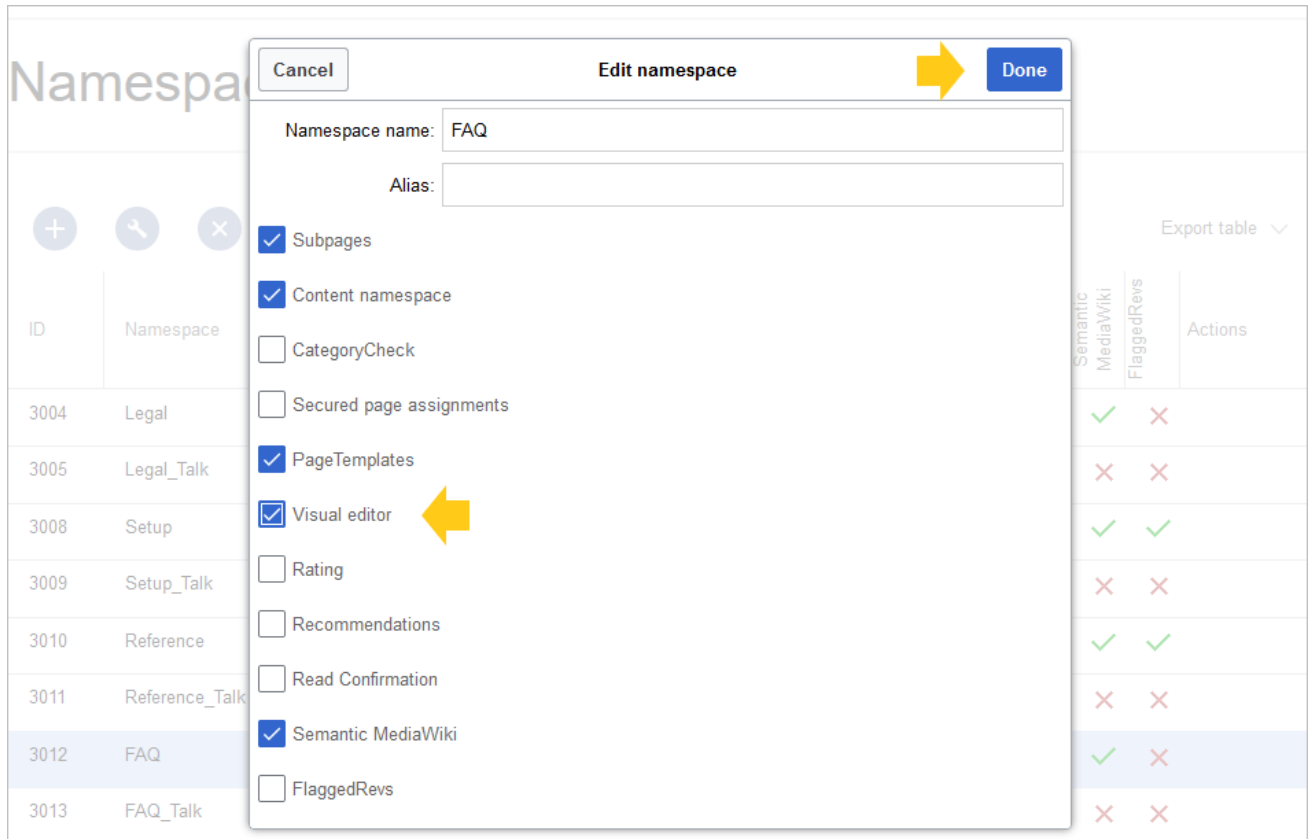 Namespa
Cancel
Edit namespace
Done
Namespace name: FAQ
Alias:
Export table
Subpages
Content namespace
CategoryCheck
Secured page assignments
PageTemplates
Visual editor
Rating
Recommendations
Read Confirmation
Semantic MediaWiki
FlaggedRevs
ID Namespace Semantic MediaWiki FlaggedRevs Actions
3004 Legal
3005 Legal_Talk
3008 Setup
3009 Setup_Talk
3010 Reference
3011 Reference_Talk
3012 FAQ
3013 FAQ_Talk